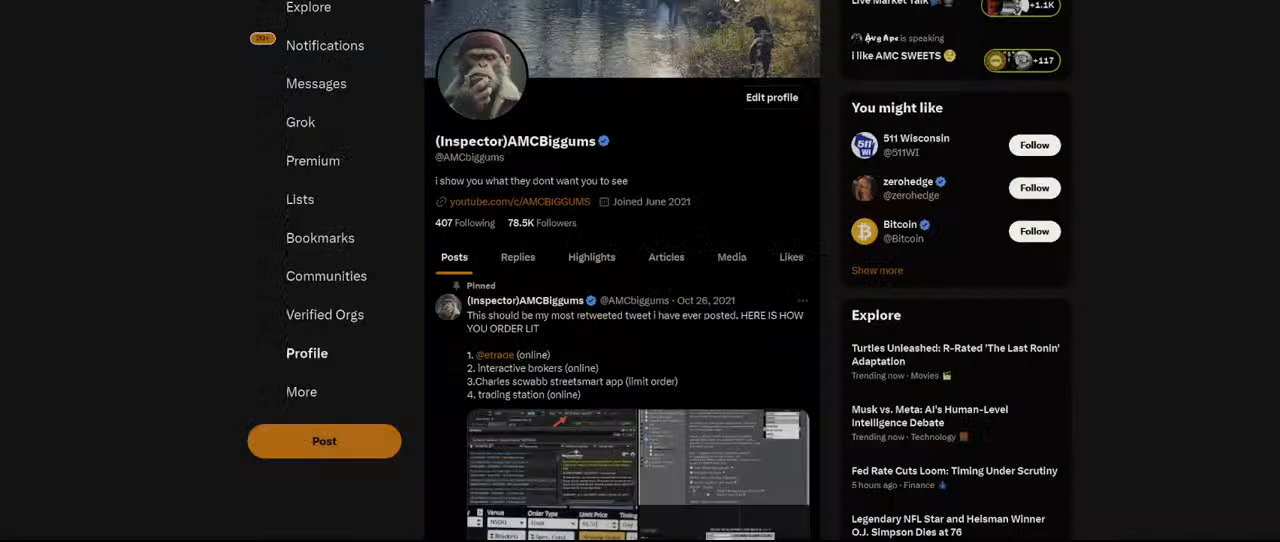 Explore
20+
Notifications
Messages
Grok
Premium
Lists
Bookmarks
Communities
Verified Orgs
Profile
More
Post
Edit profile
(Inspector)AMCBiggums
@AMCbiggums
i show you what they dont want you to see
youtube.com/c/AMCBIGGUMS Joined June 2021
407 Following 78.5K Followers
Posts Replies Highlights Articles Media Likes
Pinned
(Inspector)AMCBiggums @AMCbiggums · Oct 26, 2021
This should be my most retweeted tweet i have ever posted. HERE IS HOW
YOU ORDER LIT
1. @etrade (online)
2. interactive brokers (online)
3.Charles scwabb streetsmart app (limit order)
4. trading station (online)
Venue Order Type Limit Price
Live Market Talk
+1.1K
Avg Ape is speaking
i like AMC SWEETS
+117
You might like
511 Wisconsin
@511WI
Follow
zerohedge
@zerohedge
Follow
Bitcoin
@Bitcoin
Follow
Show more
Explore
Turtles Unleashed: R-Rated 'The Last Ronin'
Adaptation
Trending now · Movies
Musk vs. Meta: AI's Human-Level
Intelligence Debate
Trending now · Technology
Fed Rate Cuts Loom: Timing Under Scrutiny
5 hours ago · Finance
Legendary NFL Star and Heisman Winner
O.J. Simpson Dies at 76